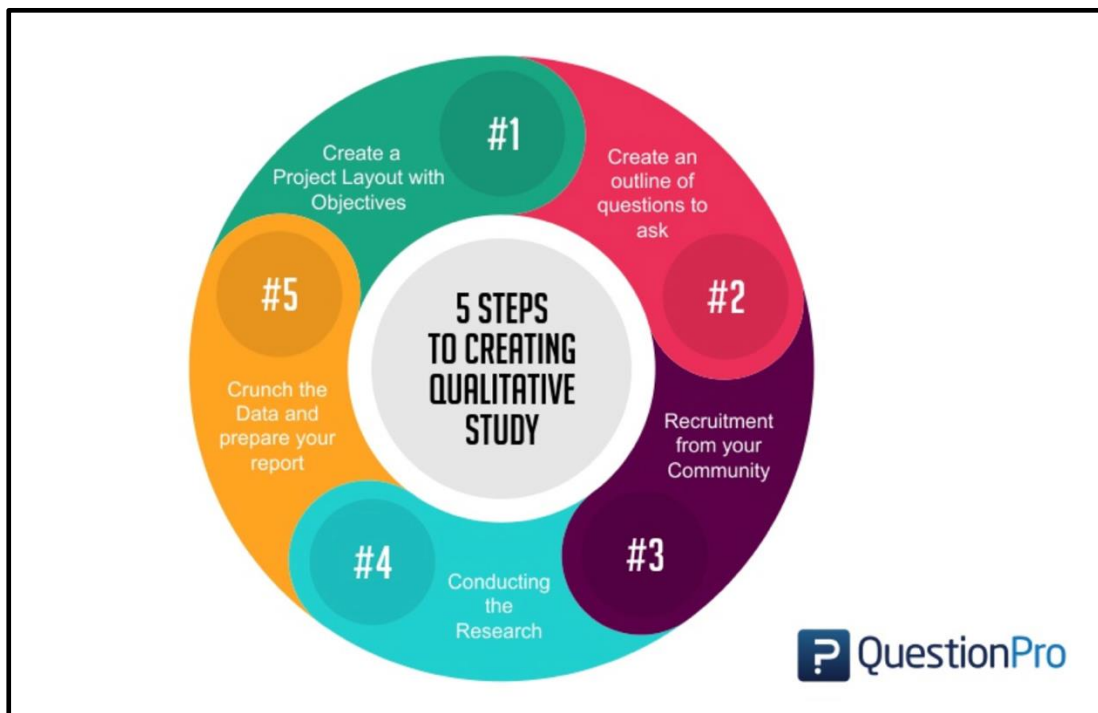 5 STEPS
TO CREATING
QUALITATIVE
STUDY
#1
Create a
Project Layout with
Objectives
#2
Create an
outline of
questions to
ask
#3
Recruitment
from your
Community
#4
Conducting
the
Research
#5
Crunch the
Data and
prepare your
report
?
QuestionPro